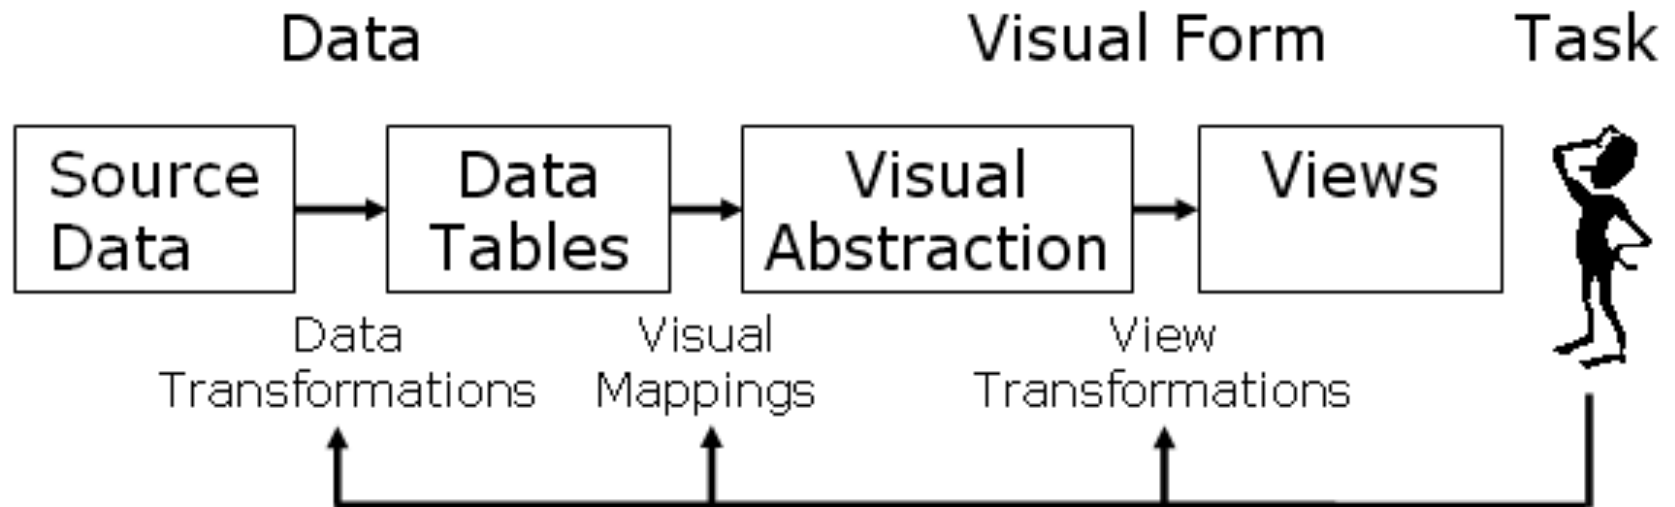 Data
Visual Form
Task
Source
Data
Data
Tables
Visual
Abstraction
Views
Data
Transformations
Visual
Mappings
View
Transformations